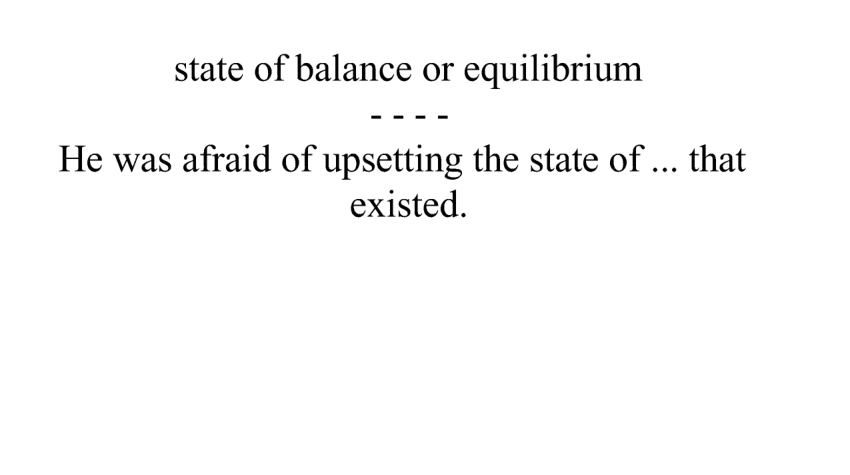 state of balance or equilibrium
- - - -
He was afraid of upsetting the state of ... that
existed.